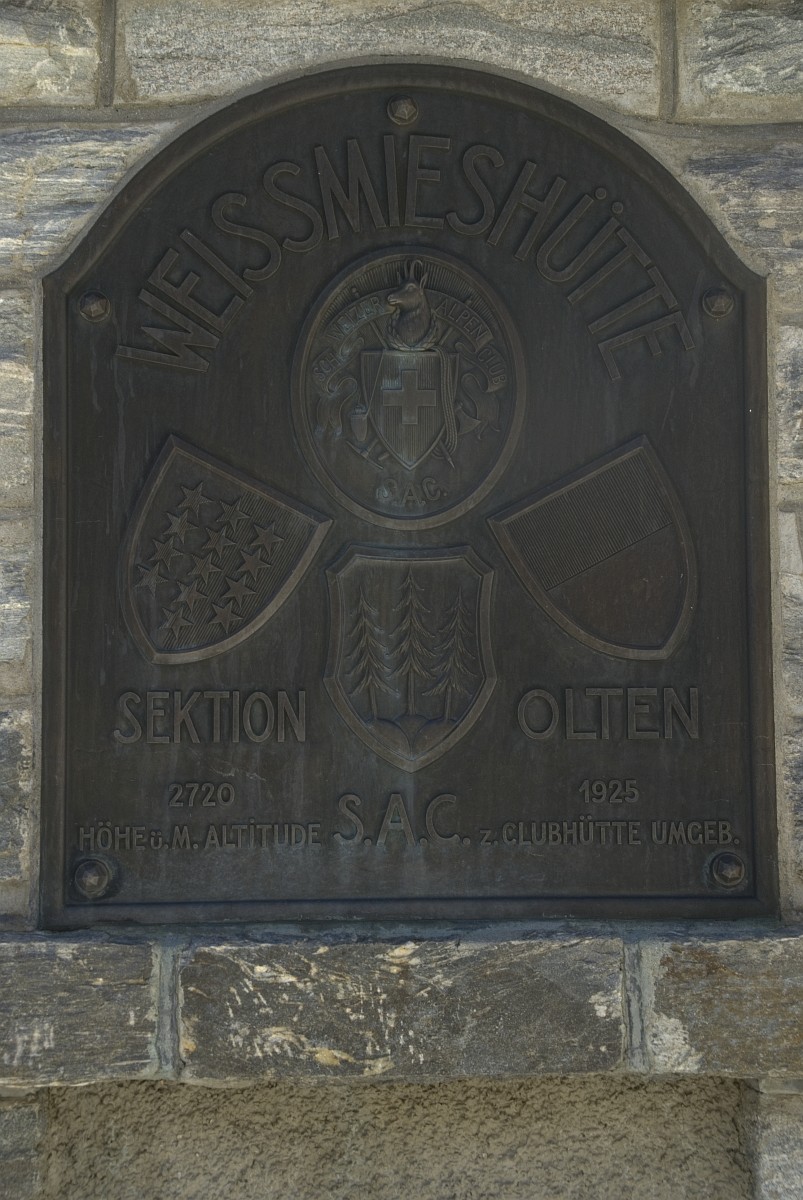 WEISSMIESHÜTTE
SCHWEIZER ALPEN CLUB
S.A.C.
SEKTION OLTEN
2720 1925
HÖHE ü. M. ALTITUDE S.A.C. z. CLUBHÜTTE UMGEB.